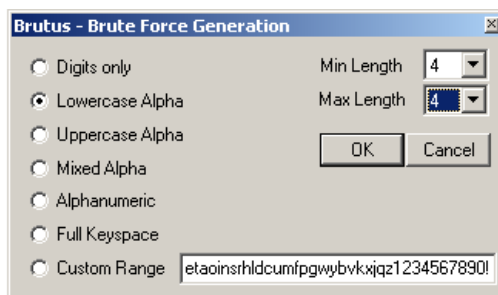 Brutus - Brute Force Generation
Digits only
Min Length 4
Lowercase Alpha
Max Length 4
Uppercase Alpha
OK Cancel
Mixed Alpha
Alphanumeric
Full Keyspace
Custom Range etaoinsrhldcumfpgwybvkxjqz1234567890!